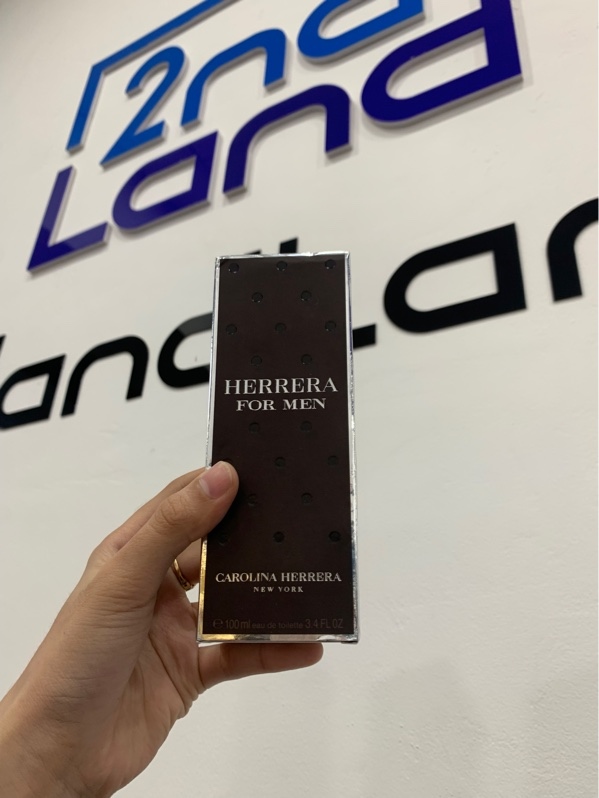 2nd
Land
HERRERA
FOR MEN
CAROLINA HERRERA
NEW YORK
℮ 100 ml eau de toilette 3.4 FL OZ